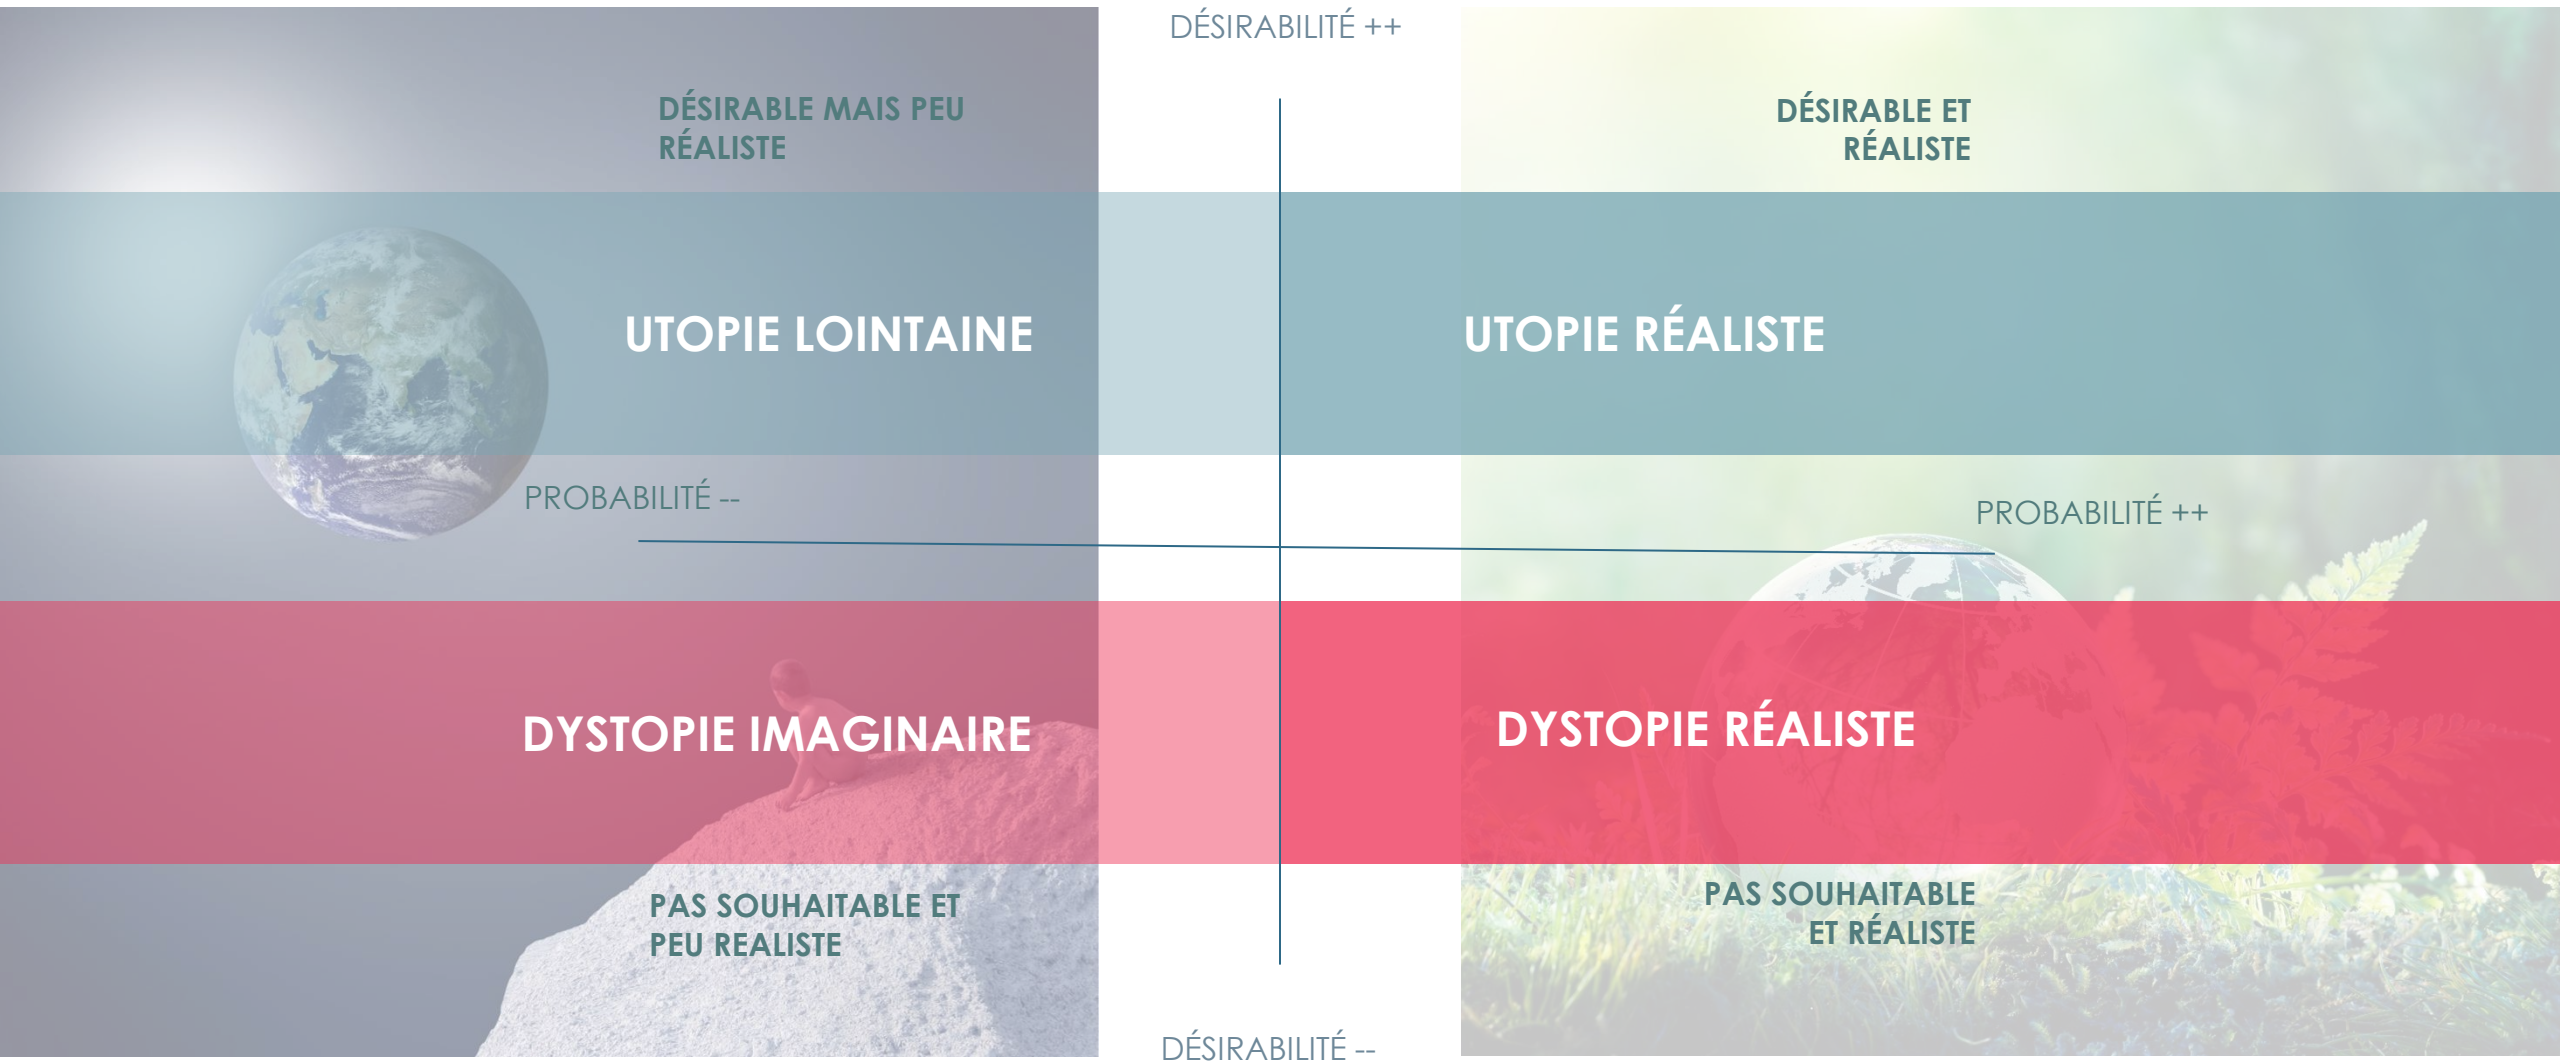 DÉSIRABILITÉ ++
DÉSIRABLE MAIS PEU
RÉALISTE
DÉSIRABLE ET
RÉALISTE
UTOPIE LOINTAINE
UTOPIE RÉALISTE
PROBABILITÉ --
PROBABILITÉ ++
DYSTOPIE IMAGINAIRE
DYSTOPIE RÉALISTE
PAS SOUHAITABLE ET
PEU REALISTE
PAS SOUHAITABLE
ET RÉALISTE
DÉSIRABILITÉ --